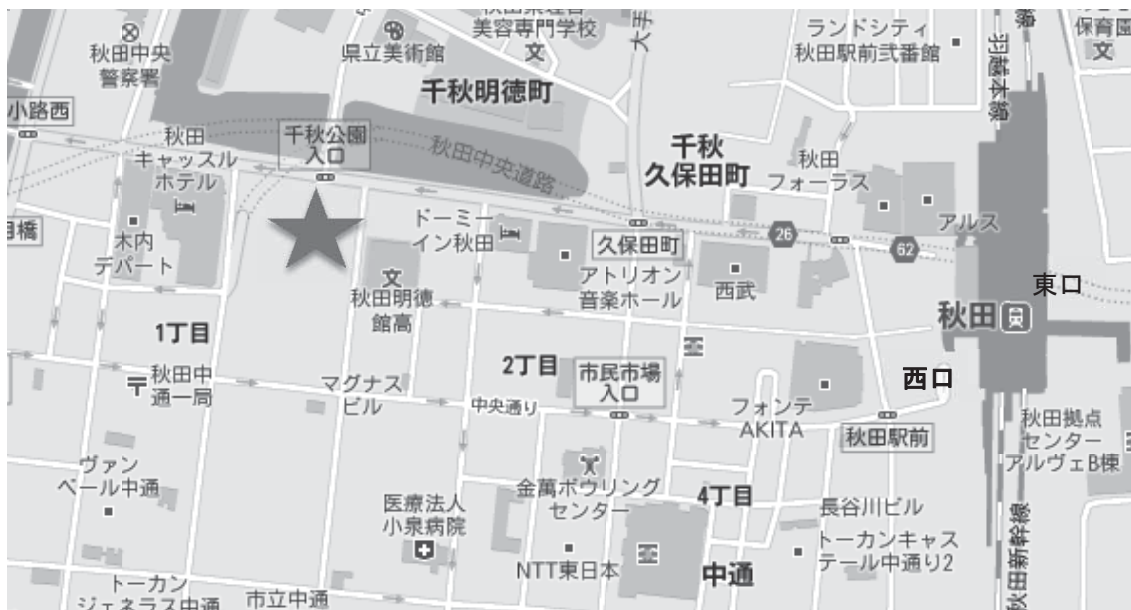 美容専門学校
大手
ランドシティ
秋田駅前弐番館
羽越本線
保育園
秋田中央
警察署
県立美術館
千秋明徳町
小路西
千秋公園
入口
秋田中央道路
千秋
久保田町
秋田
キャッスル
ホテル
秋田
フォーラス
アルス
ドーミー
イン秋田
久保田町
26
62
木内
デパート
アトリオン
音楽ホール
西武
秋田明徳
館高
東口
秋田
1丁目
2丁目
市民市場
入口
西口
秋田中
通一局
マグナス
ビル
中央通り
フォンテ
AKITA
秋田駅前
秋田拠点
センター
アルヴェB棟
ヴァン
ベール中通
金萬ボウリング
センター
4丁目
長谷川ビル
医療法人
小泉病院
NTT東日本
中通
トーカンキャス
テール中通り2
秋田新幹線
トーカン
ジェネラス中通
市立中通